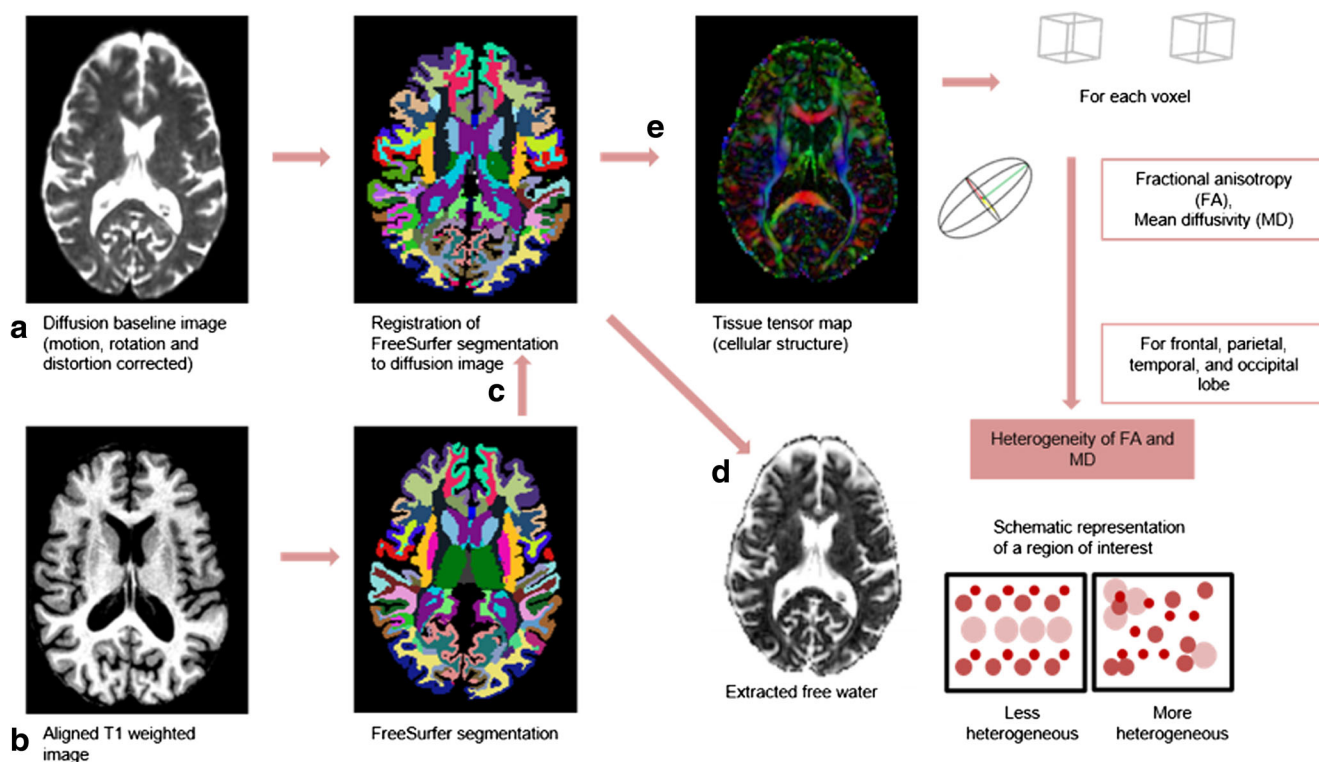 a
Diffusion baseline image
(motion, rotation and
distortion corrected)
Registration of
FreeSurfer segmentation
to diffusion image
c
e
Tissue tensor map
(cellular structure)
For each voxel
Fractional anisotropy
(FA),
Mean diffusivity (MD)
For frontal, parietal,
temporal, and occipital
lobe
Heterogeneity of FA and
MD
b
Aligned T1 weighted
image
FreeSurfer segmentation
d
Extracted free water
Schematic representation
of a region of interest
Less
heterogeneous
More
heterogeneous